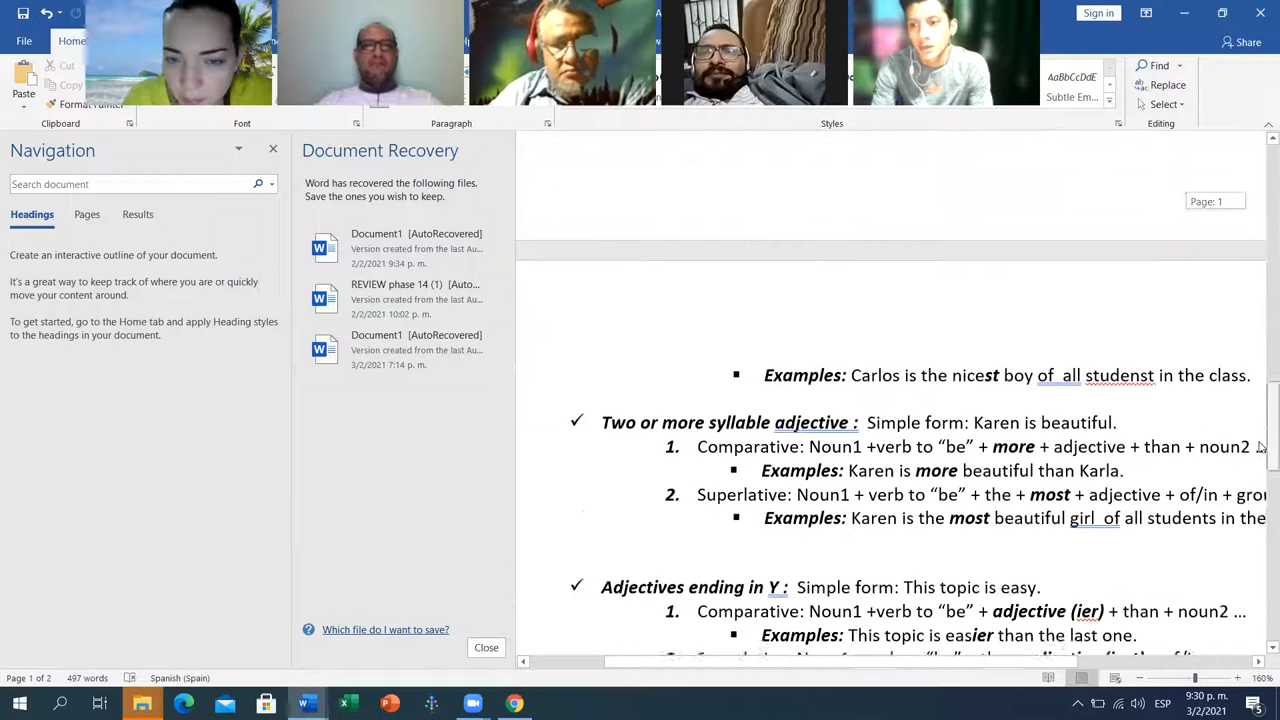 Sign in
File
Home
Share
Cut
Copy
Paste
Format Painter
AaBbCcDdE
Subtle Em...
Find
Replace
Select
Clipboard
Font
Paragraph
Styles
Editing
Navigation
Search document
Headings
Pages
Results
Create an interactive outline of your document.
It's a great way to keep track of where you are or quickly
move your content around.
To get started, go to the Home tab and apply Heading styles
to the headings in your document.
Document Recovery
Word has recovered the following files.
Save the ones you wish to keep.
Document1 [AutoRecovered]
Version created from the last Au...
2/2/2021 9:34 p. m.
REVIEW phase 14 (1) [Auto...
Version created from the last Au...
2/2/2021 10:02 p. m.
Document1 [AutoRecovered]
Version created from the last Au...
3/2/2021 7:14 p. m.
Which file do I want to save?
Close
Page: 1
▪ Examples: Carlos is the nicest boy of all studenst in the class.
✓ Two or more syllable adjective : Simple form: Karen is beautiful.
1. Comparative: Noun1 +verb to “be” + more + adjective + than + noun2 ..
▪ Examples: Karen is more beautiful than Karla.
2. Superlative: Noun1 + verb to “be” + the + most + adjective + of/in + grou
▪ Examples: Karen is the most beautiful girl of all students in the
✓ Adjectives ending in Y : Simple form: This topic is easy.
1. Comparative: Noun1 +verb to “be” + adjective (ier) + than + noun2 ...
▪ Examples: This topic is easier than the last one.
Page 1 of 2
497 words
Spanish (Spain)
160%
ESP
9:30 p. m.
3/2/2021
5